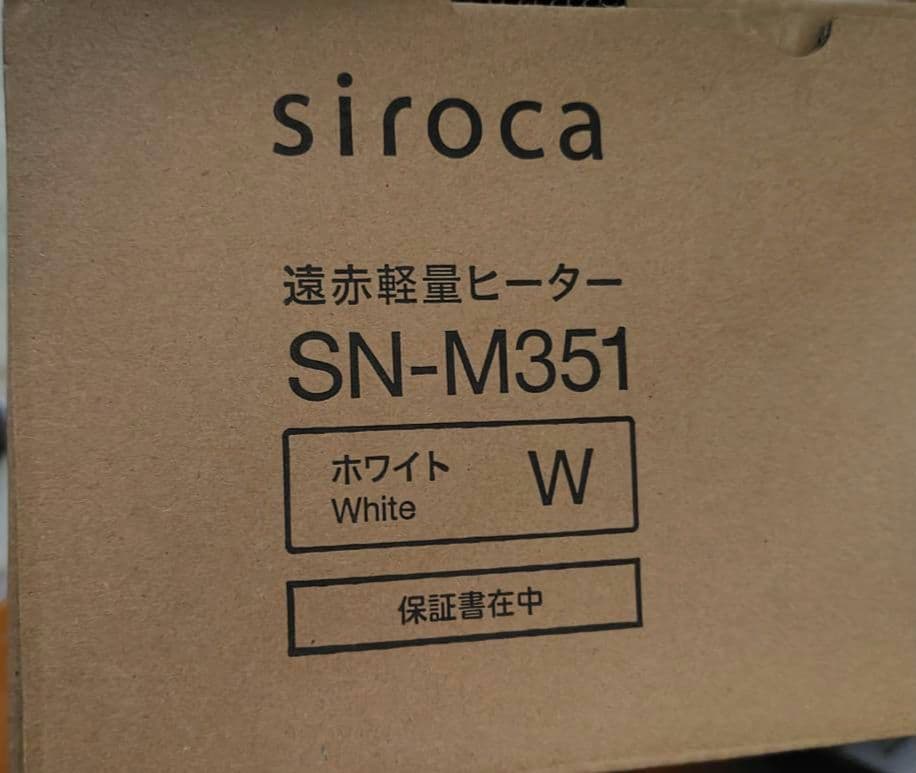 siroca
遠赤軽量ヒーター
SN-M351
ホワイト W
White
保証書在中